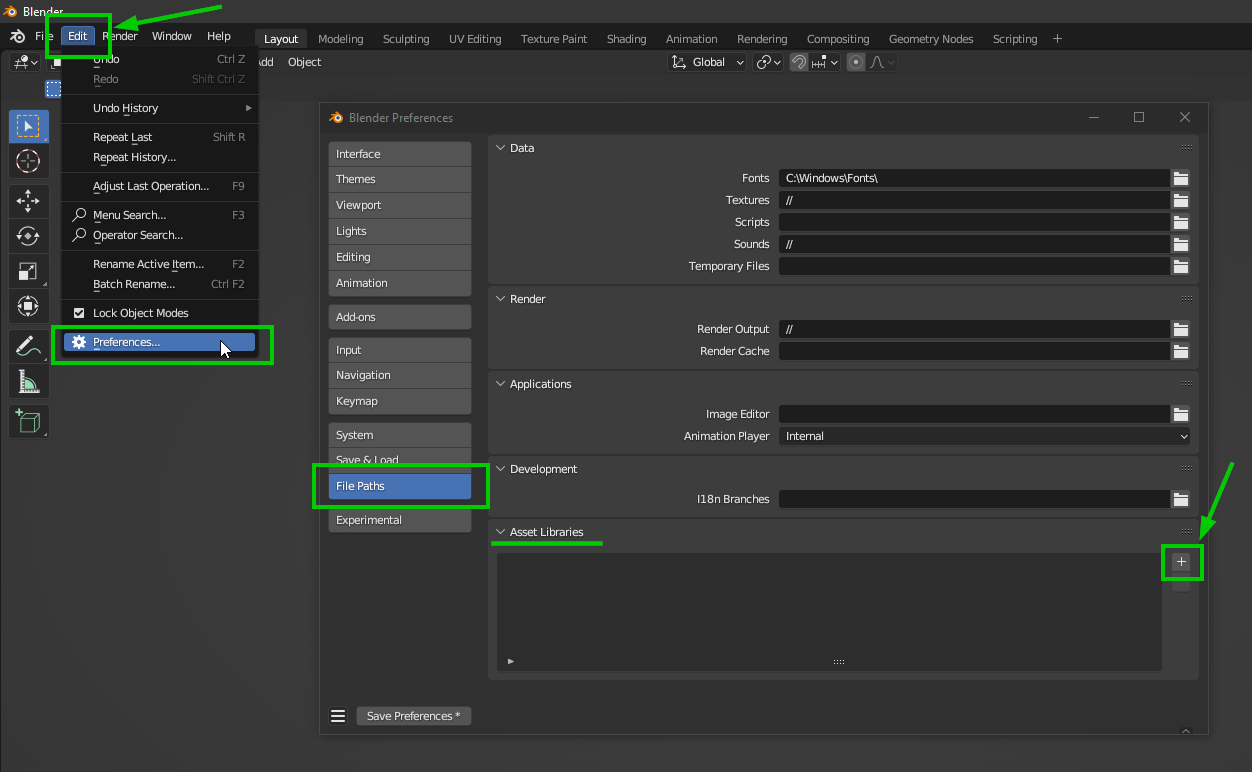 Blender
File Edit Render Window Help Layout Modeling Sculpting UV Editing Texture Paint Shading Animation Rendering Compositing Geometry Nodes Scripting +
Add Object Global
Undo Ctrl Z
Redo Shift Ctrl Z
Undo History
Repeat Last Shift R
Repeat History...
Adjust Last Operation... F9
Menu Search... F3
Operator Search...
Rename Active Item... F2
Batch Rename... Ctrl F2
Lock Object Modes
Preferences...
Blender Preferences
Interface
Themes
Viewport
Lights
Editing
Animation
Add-ons
Input
Navigation
Keymap
System
Save & Load
File Paths
Experimental
Save Preferences *
Data
Fonts C:\Windows\Fonts\
Textures //
Scripts
Sounds //
Temporary Files
Render
Render Output //
Render Cache
Applications
Image Editor
Animation Player Internal
Development
I18n Branches
Asset Libraries
+